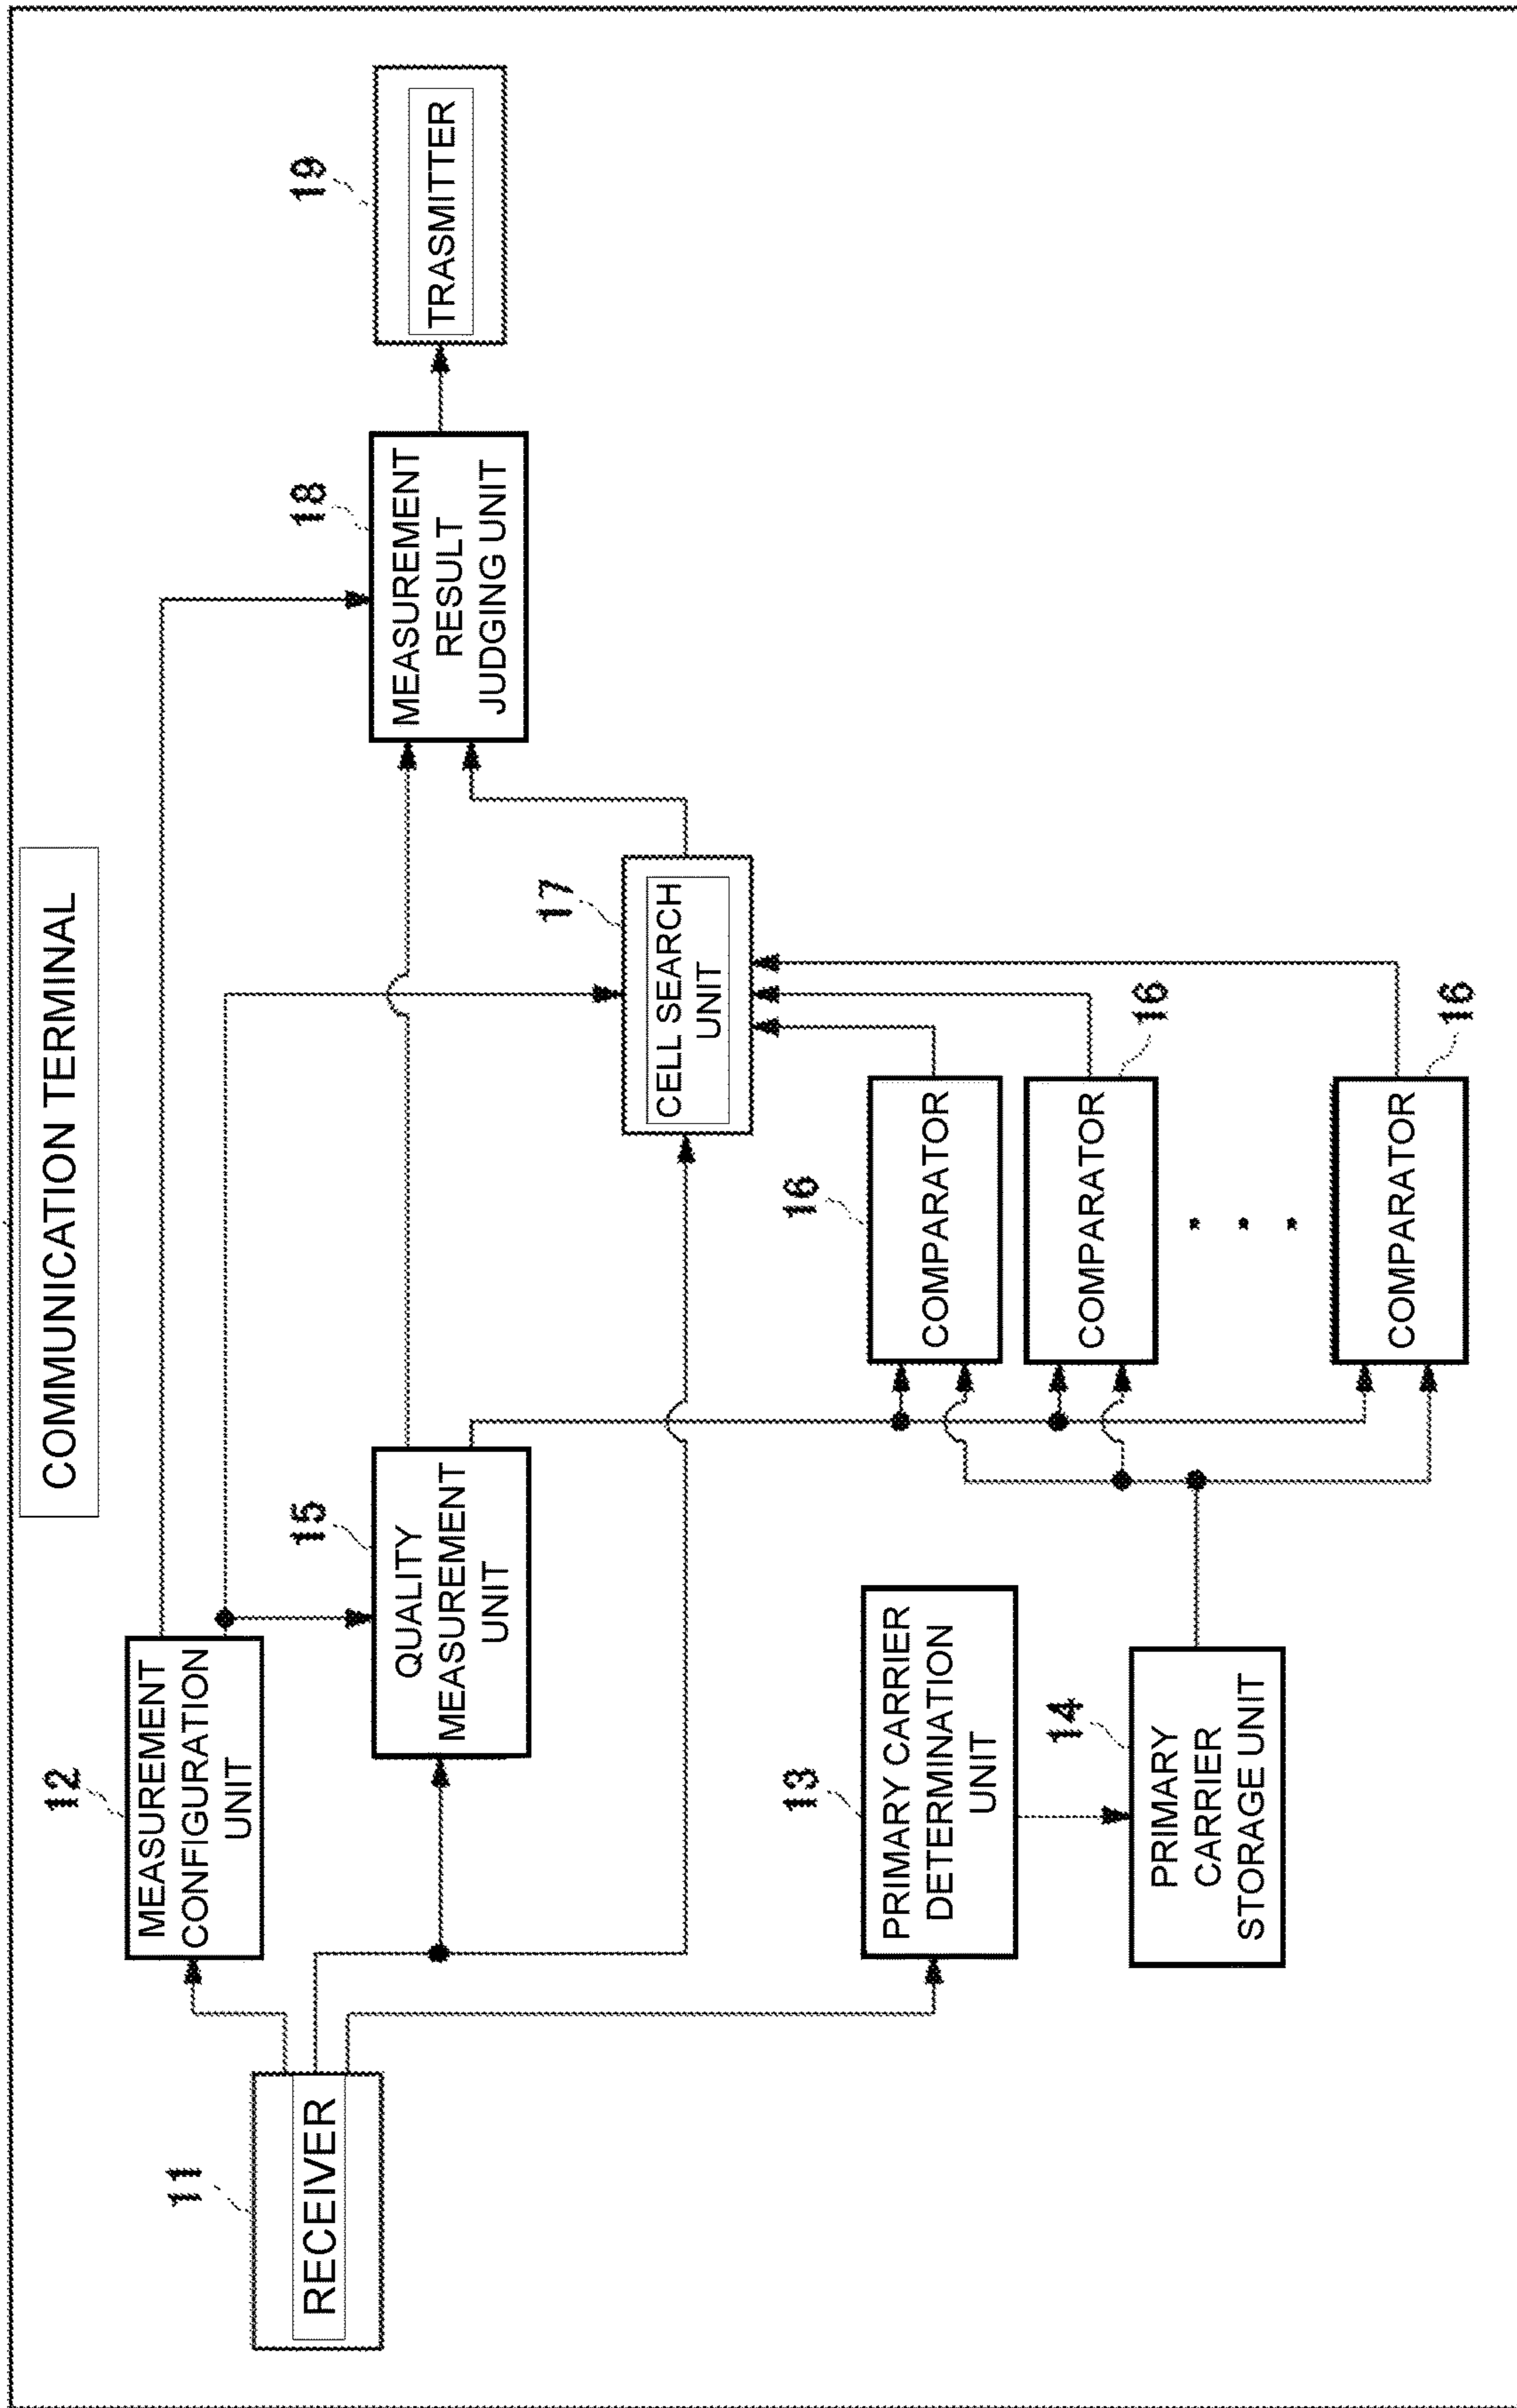 COMMUNICATION TERMINAL
11
RECEIVER
12
MEASUREMENT
CONFIGURATION
UNIT
15
QUALITY
MEASUREMENT
UNIT
13
PRIMARY CARRIER
DETERMINATION
UNIT
14
PRIMARY
CARRIER
STORAGE UNIT
16
COMPARATOR
16
COMPARATOR
16
COMPARATOR
17
CELL SEARCH
UNIT
18
MEASUREMENT
RESULT
JUDGING UNIT
19
TRASMITTER